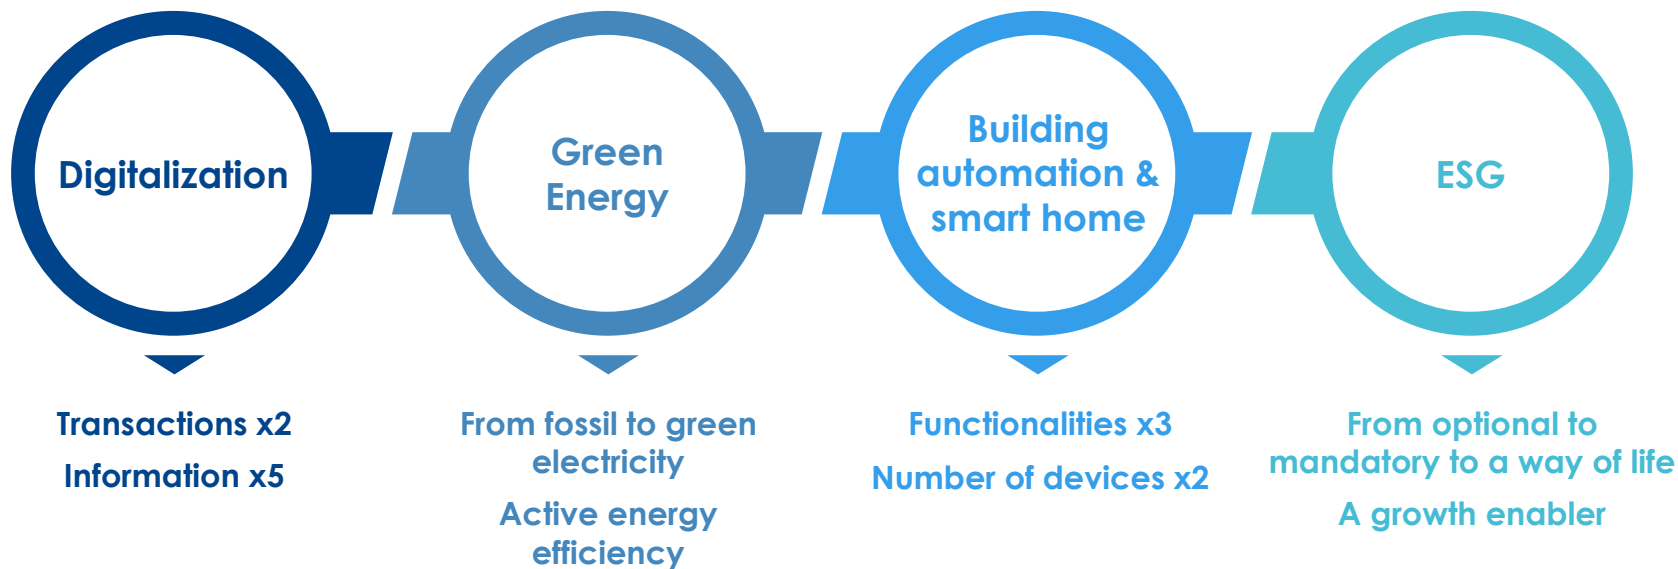 Digitalization
Green
Energy
Building
automation &
smart home
ESG
Transactions x2
Information x5
From fossil to green
electricity
Active energy
efficiency
Functionalities x3
Number of devices x2
From optional to
mandatory to a way of life
A growth enabler